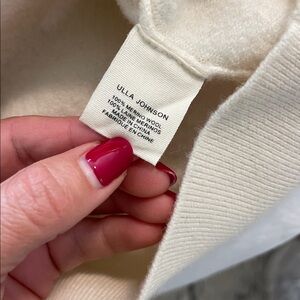 ULLA JOHNSON
100% MERINO WOOL
100% LAINE MERINOS
MADE IN CHINA
FABRIQUÉ EN CHINE